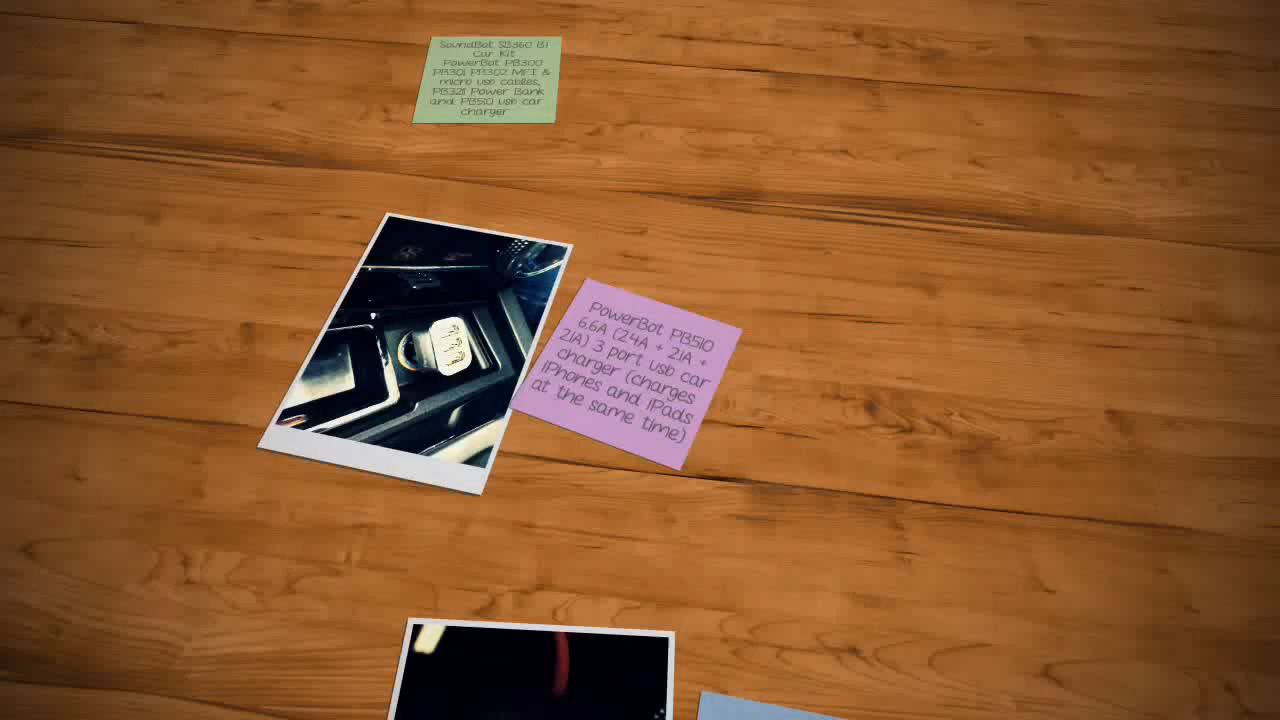 SoundBot SB360 BT
Car Kit
PowerBot PB300
PB301 PB302 MFI &
micro usb cables,
PB321 Power Bank
and PB510 usb car
charger
PowerBot PB510
6.6A (2.4A + 2.1A +
2.1A) 3 port usb car
charger (charges
iPhones and iPads
at the same time)